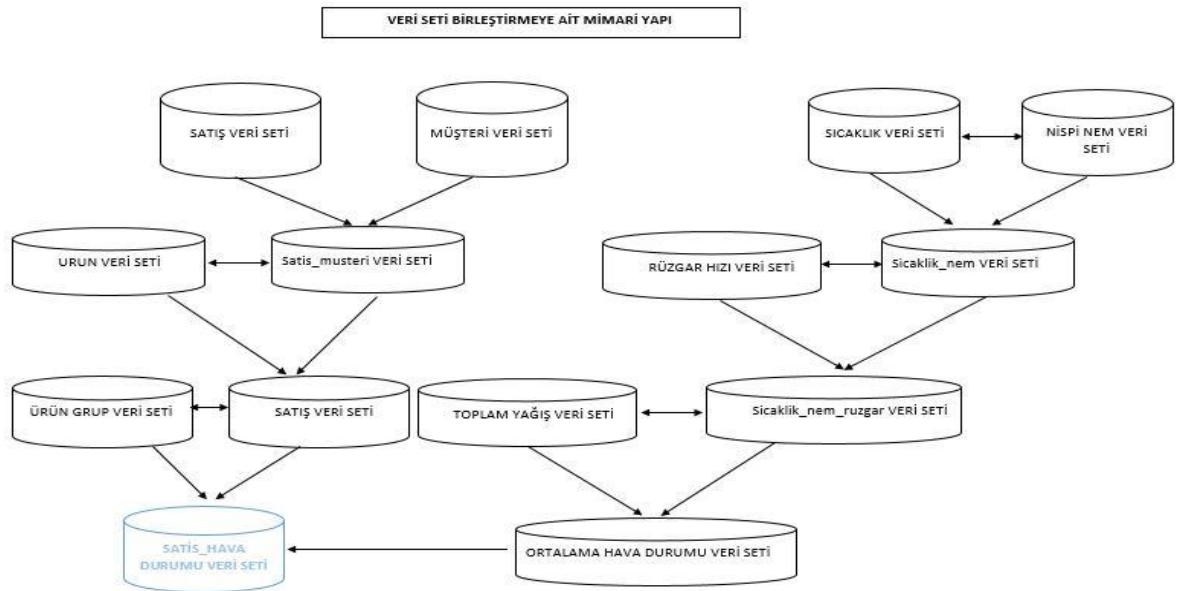 VERİ SETİ BİRLEŞTİRMEYE AİT MİMARİ YAPI
SATIŞ VERİ SETİ
MÜŞTERİ VERİ SETİ
SICAKLIK VERİ SETİ
NİSPİ NEM VERİ
SETİ
URUN VERİ SETİ
Satis_musteri VERİ SETİ
RÜZGAR HIZI VERİ SETİ
Sicaklik_nem VERİ SETİ
ÜRÜN GRUP VERİ SETİ
SATIŞ VERİ SETİ
TOPLAM YAĞIŞ VERİ SETİ
Sicaklik_nem_ruzgar VERİ SETİ
SATİS_HAVA
DURUMU VERİ SETİ
ORTALAMA HAVA DURUMU VERİ SETİ